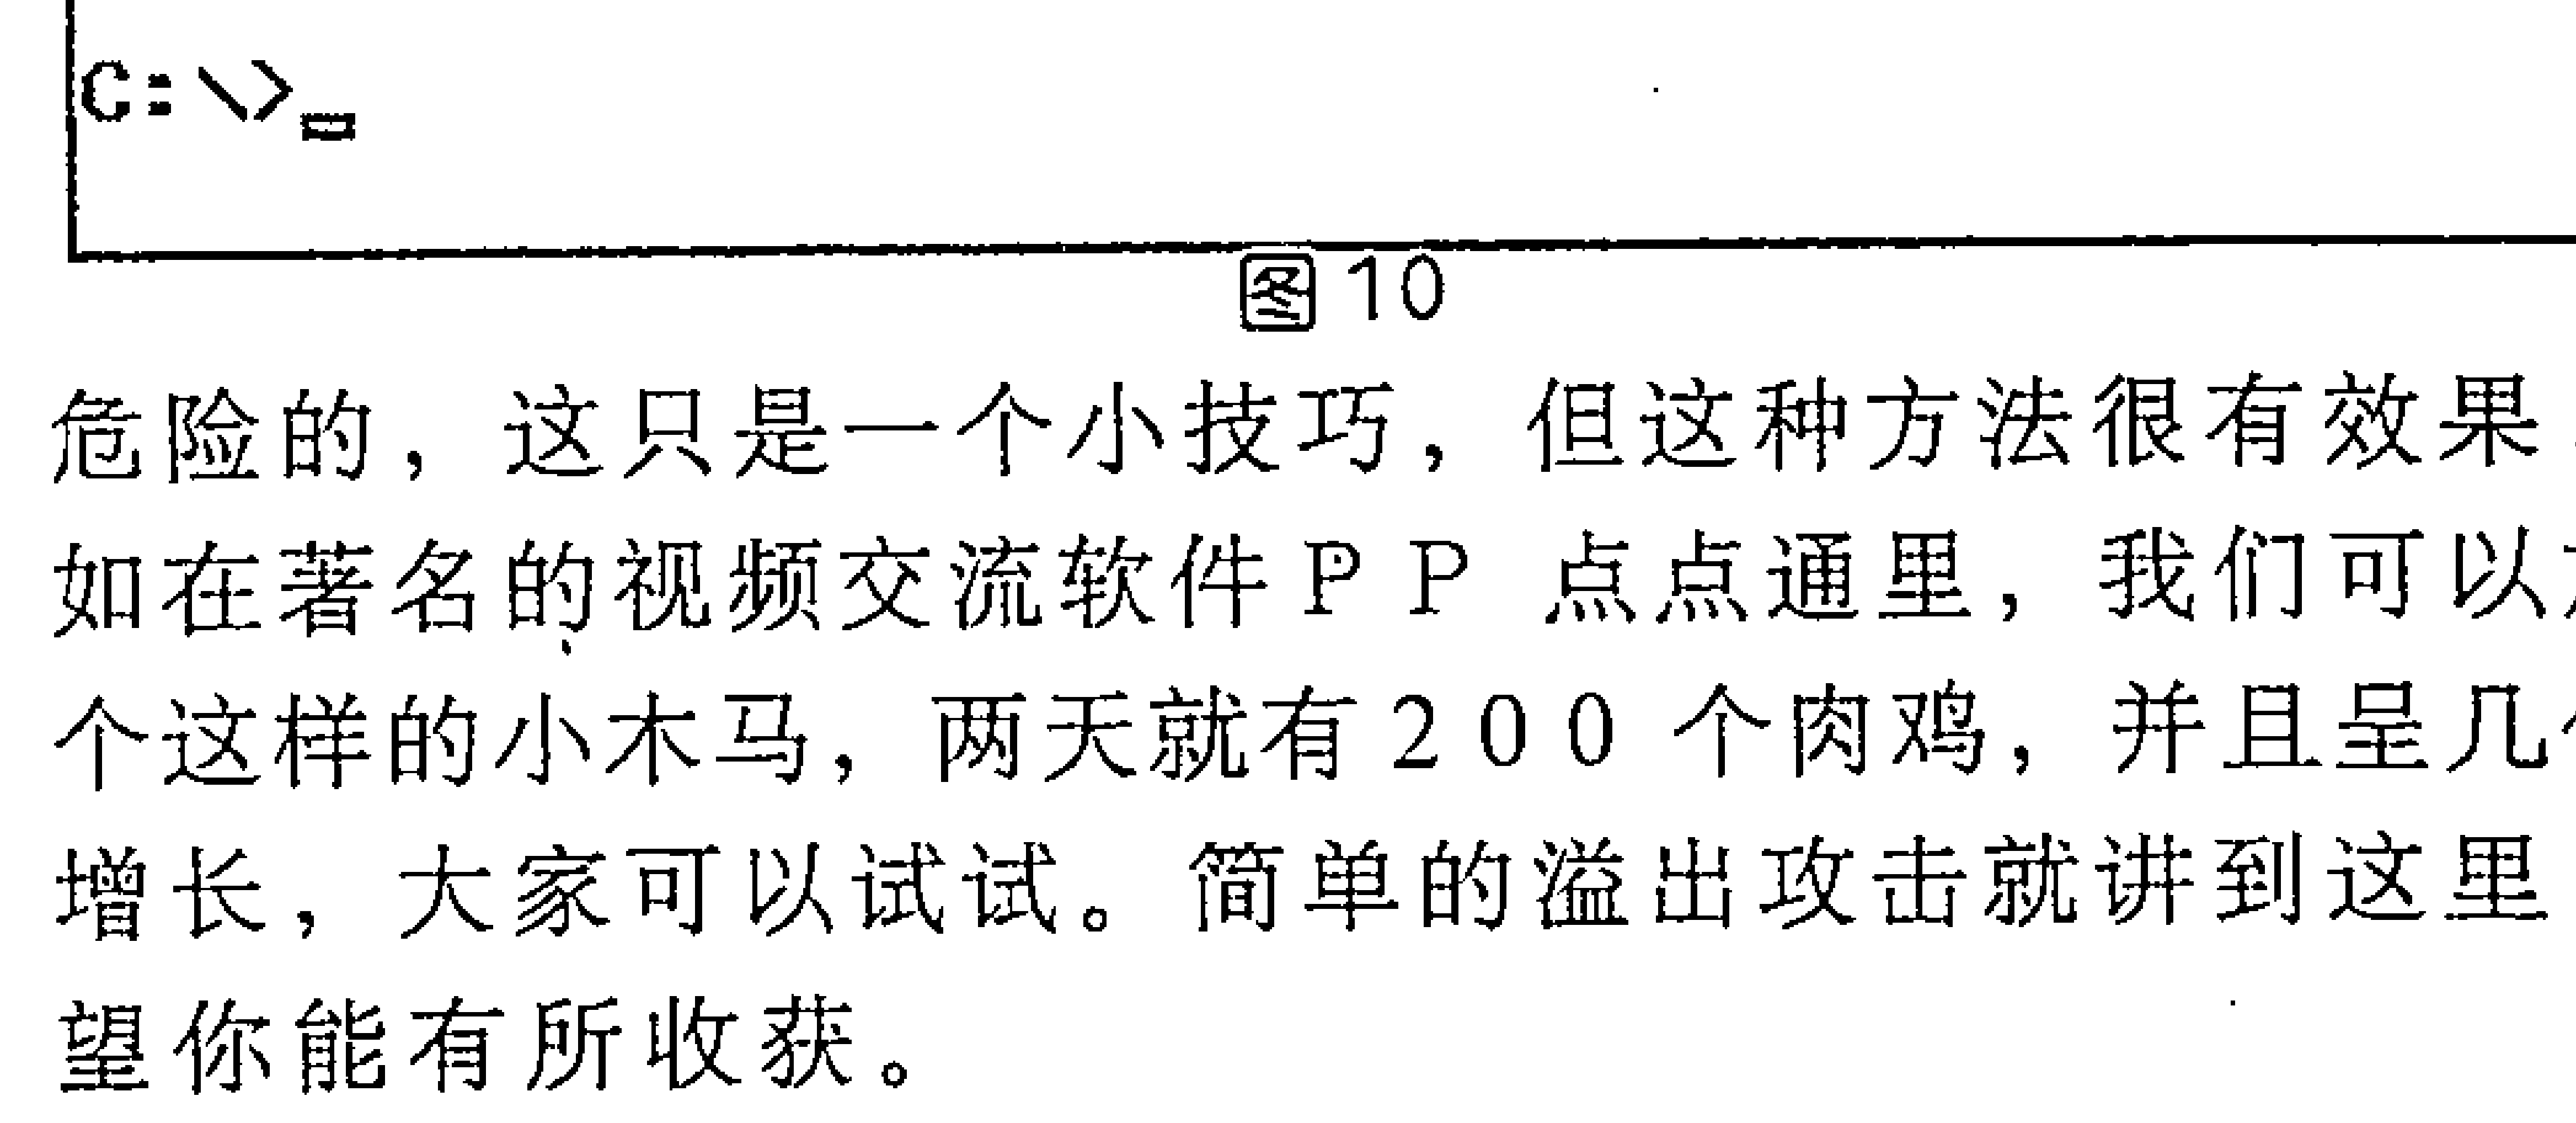 C:\>_
图10
危险的，这只是一个小技巧，但这种方法很有效果
如在著名的视频交流软件PP 点点通里，我们可以
个这样的小木马，两天就有200 个肉鸡，并且呈几
增长，大家可以试试。简单的溢出攻击就讲到这里
望你能有所收获。